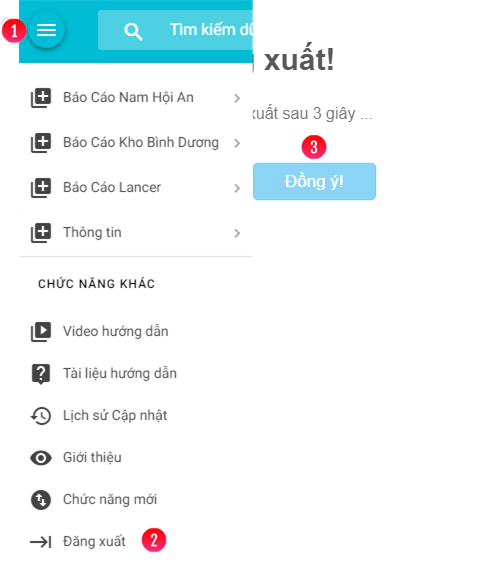 1
Tìm kiếm dữ
xuất!
Báo Cáo Nam Hội An
xuất sau 3 giây ...
Báo Cáo Kho Bình Dương
3
Báo Cáo Lancer
Đồng ý!
Thông tin
CHỨC NĂNG KHÁC
Video hướng dẫn
Tài liệu hướng dẫn
Lịch sử Cập nhật
Giới thiệu
Chức năng mới
Đăng xuất 2